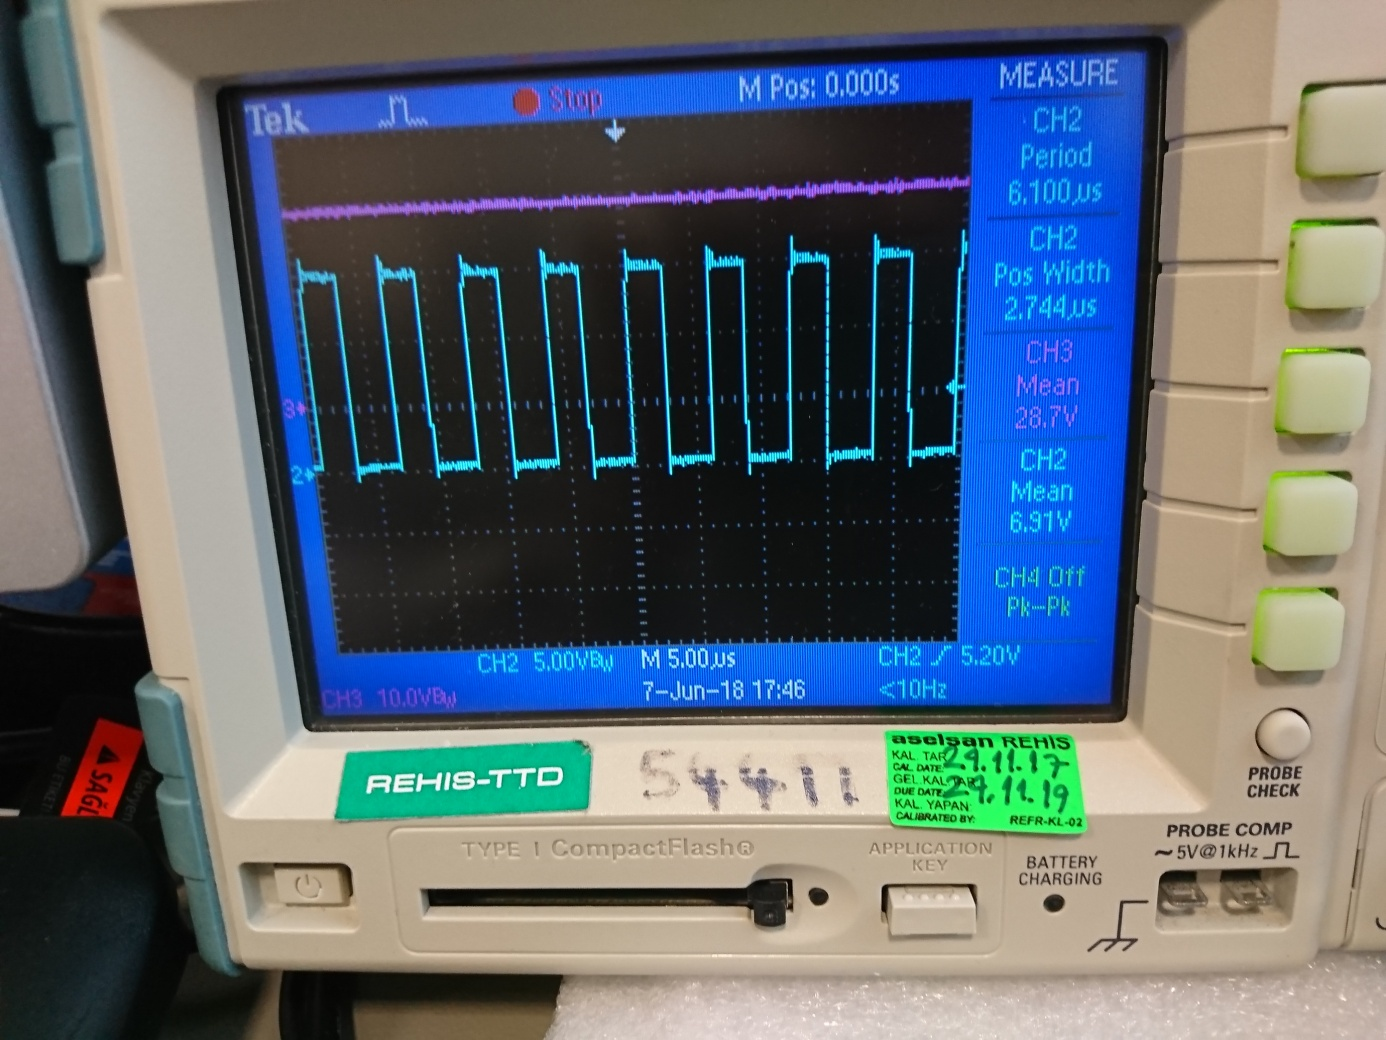 Tek
Stop
M Pos: 0.000s
MEASURE
CH2
Period
6.100µs
CH2
Pos Width
2.744µs
CH3
Mean
28.7V
CH2
Mean
6.91V
CH4 Off
Pk-Pk
3
2
CH2 5.00VBw
M 5.00µs
CH2
5.20V
CH3 10.0VBw
7-Jun-18 17:46
<10Hz
REHIS-TTD
54411
aselsan REHIS
KAL. TAR.
CAL. DATE:
29.11.17
GEL.KAL.TAR.
DUE DATE:
29.11.19
KAL. YAPAN:
CALIBRATED BY:
REFR-KL-02
PROBE
CHECK
TYPE I CompactFlash®
APPLICATION
KEY
BATTERY
CHARGING
PROBE COMP
~5V@1kHz